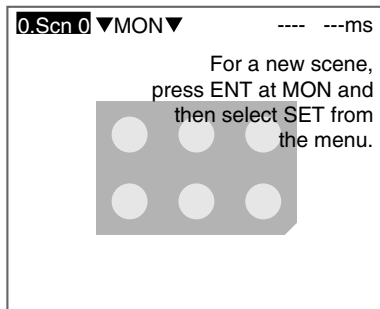 0.Scn 0 ▼MON▼ ---- ---ms
For a new scene,
press ENT at MON and
then select SET from
the menu.